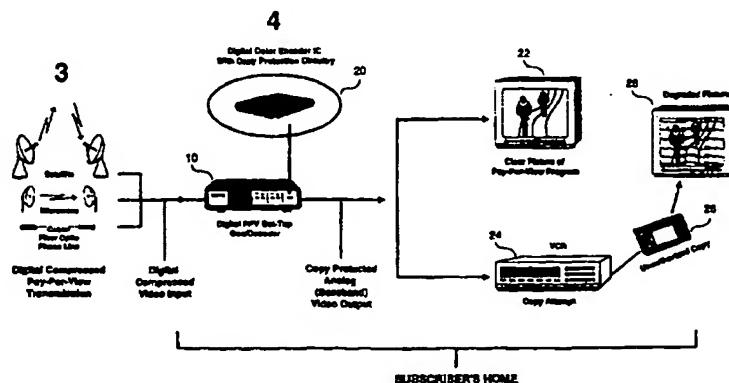 4
Digital Color Encoder IC
With Copy Protection Circuitry
20
3
Satellite
Microwave
Fiber Optic
Phone Line
Digital Compressed
Pay-Per-View
Transmission
Digital
Compressed
Video Input
10
Digital PPV Set-Top
Box/Decoder
Copy Protected
Analog
(Baseband)
Video Output
22
Clear Picture of
Pay-Per-View Program
24
VCR
Copy Attempt
26
Unauthorized Copy
Degraded Picture
SUBSCRIBER'S HOME